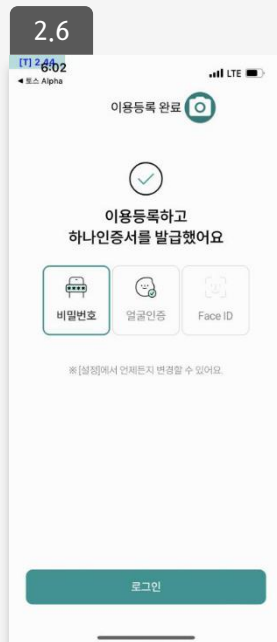 2.6
[T] 2.44
6:02
LTE
◀ 토스 Alpha
이용등록 완료
이용등록하고
하나인증서를 발급했어요
비밀번호
얼굴인증
Face ID
※ [설정]에서 언제든지 변경할 수 있어요.
로그인